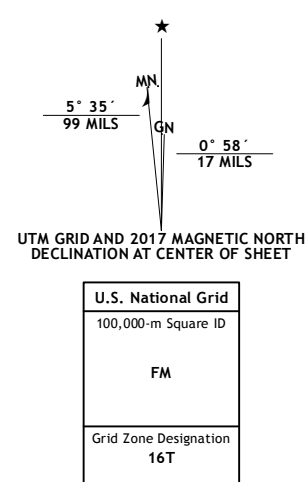 MN.
5° 35´
99 MILS
GN
0° 58´
17 MILS
UTM GRID AND 2017 MAGNETIC NORTH
DECLINATION AT CENTER OF SHEET
U.S. National Grid
100,000-m Square ID
FM
Grid Zone Designation
16T